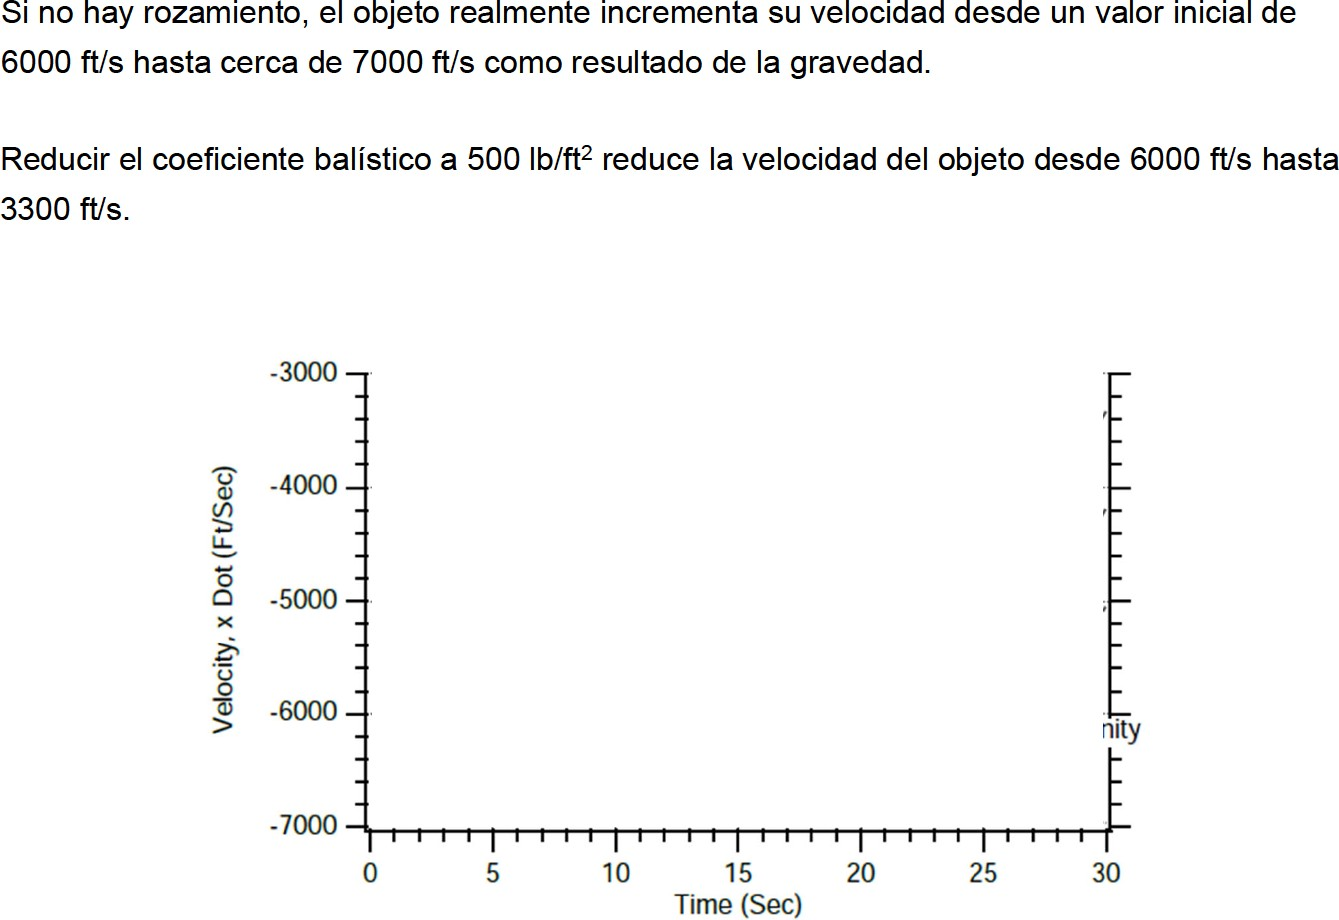 Si no hay rozamiento, el objeto realmente incrementa su velocidad desde un valor inicial de
6000 ft/s hasta cerca de 7000 ft/s como resultado de la gravedad.
Reducir el coeficiente balístico a 500 lb/ft² reduce la velocidad del objeto desde 6000 ft/s hasta
3300 ft/s.
-3000
-4000
-5000
-6000
-7000
Velocity, x Dot (Ft/Sec)
nity
0 5 10 15 20 25 30
Time (Sec)